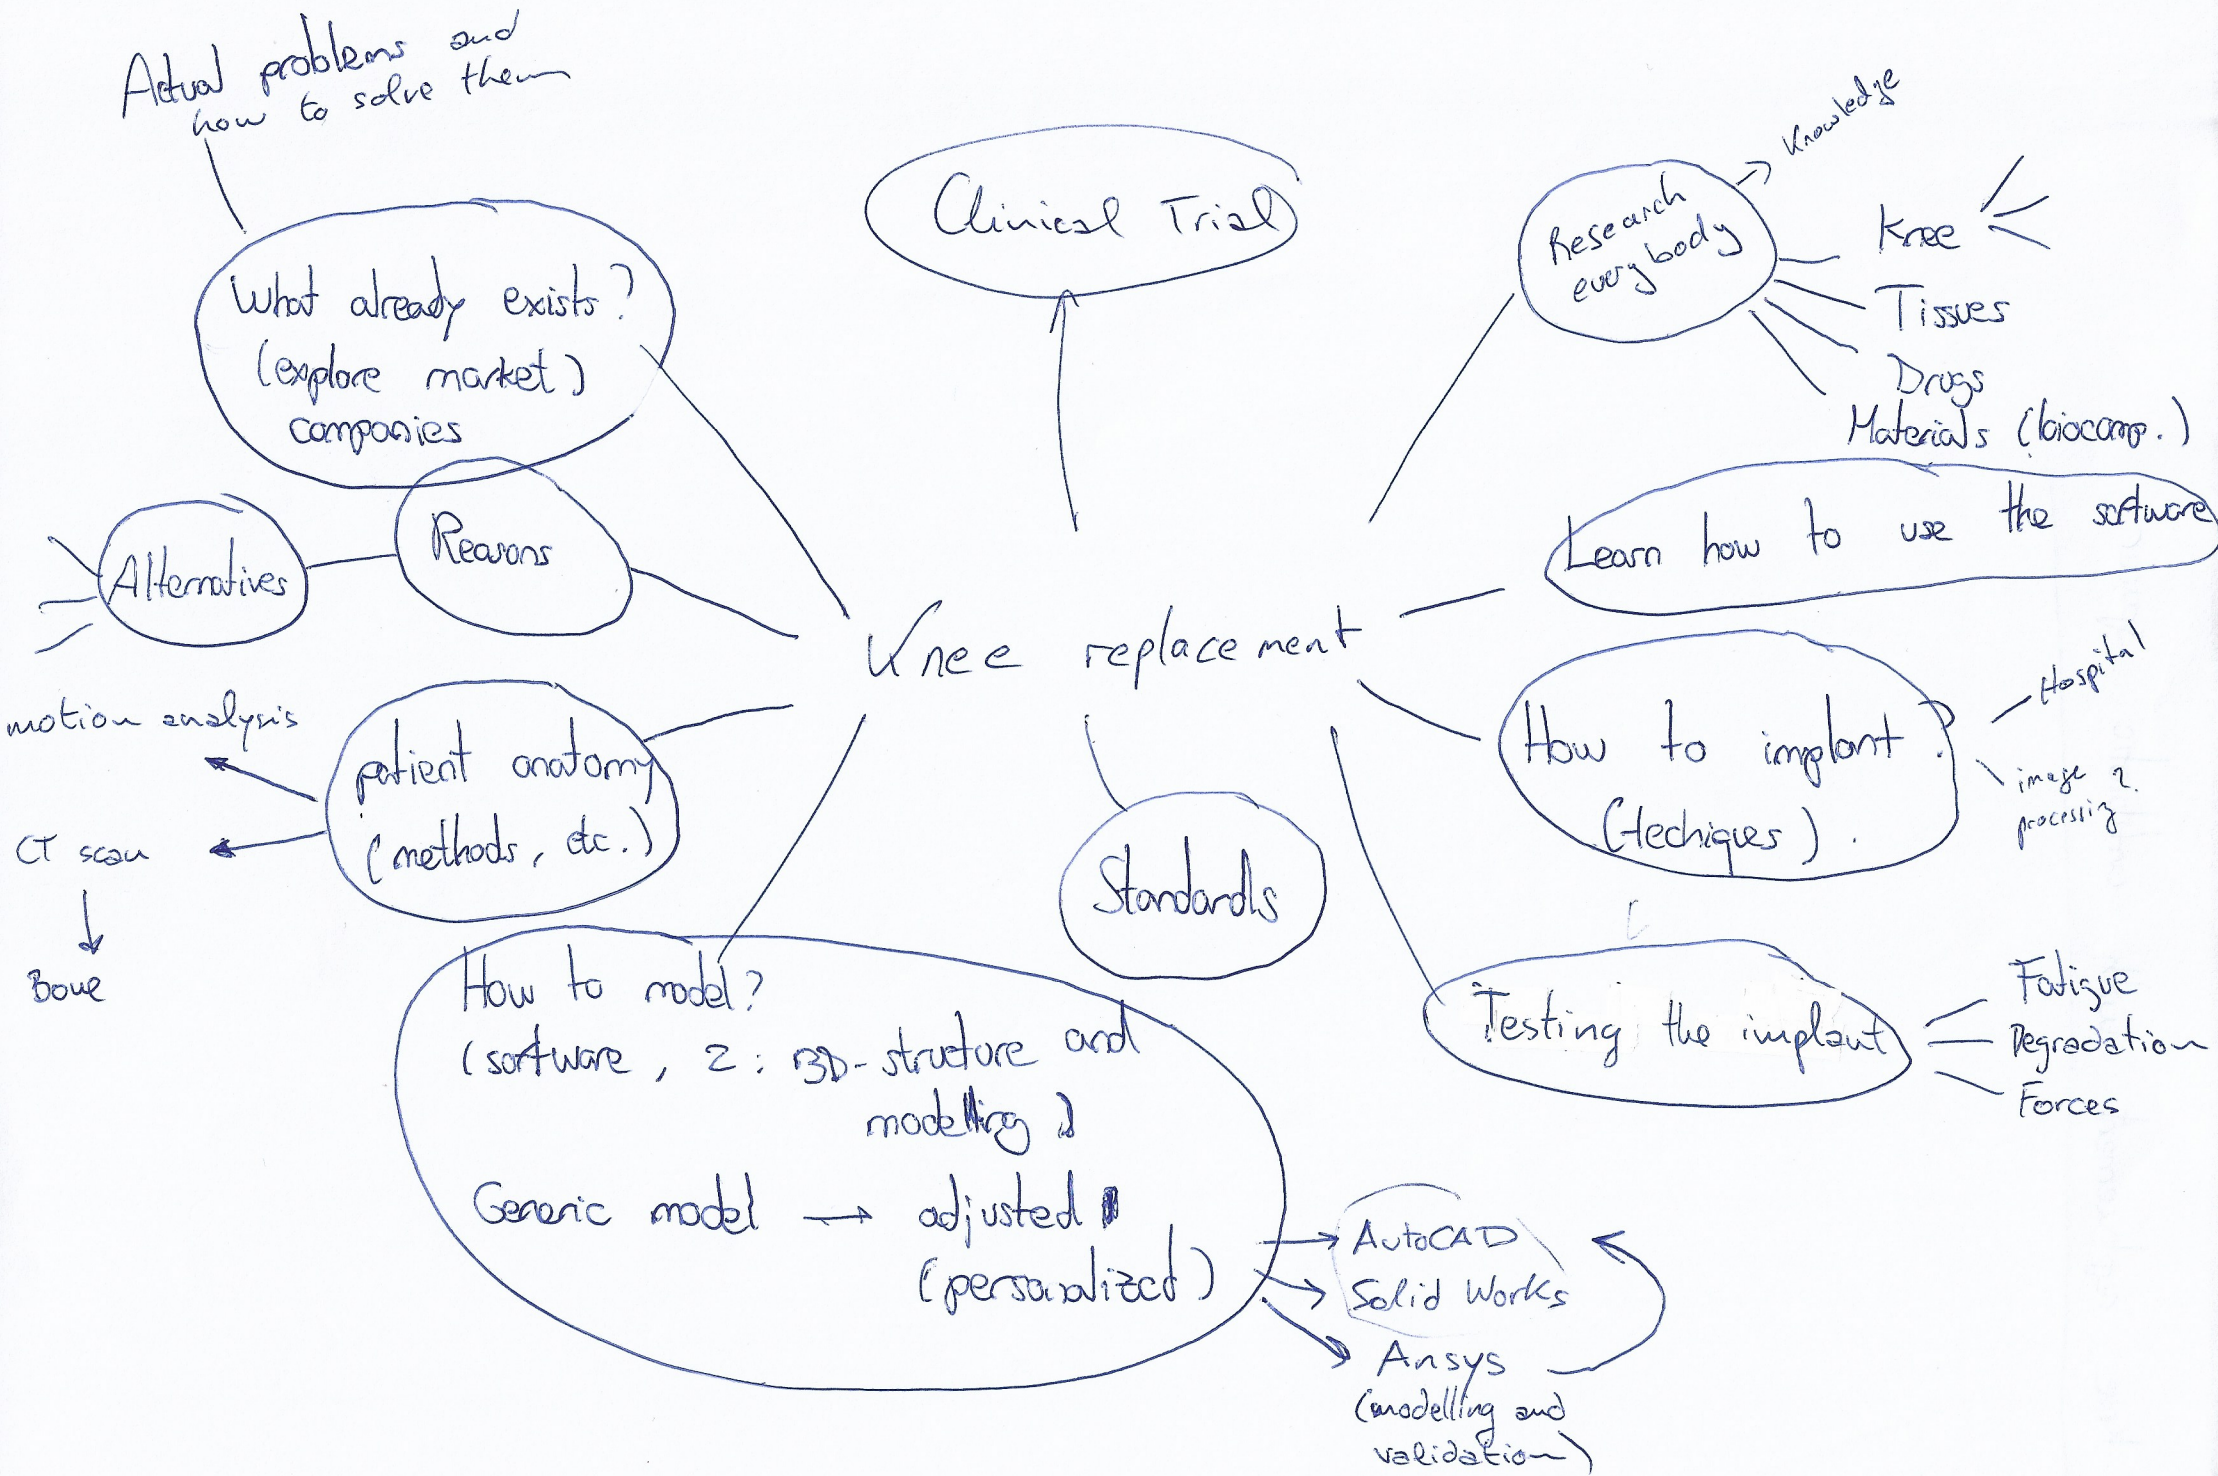 Actual problems and
how to solve them
What already exists?
(explore market)
companies
Clinical Trial
Research
everybody
Knowledge
Knee
Tissues
Drugs
Materials (biocomp.)
Alternatives
Reasons
Learn how to use the software
Knee replacement
motion analysis
CT scan
Bone
patient anatomy
(methods, etc.)
Standards
How to implant?
(techiques).
Hospital
image ?
processing
How to model?
(software, 2: 3D-structure and
modelling)
Generic model → adjusted
(personalized)
Testing the implant
Fatigue
Degradation
Forces
AutoCAD
Solid Works
Ansys
(modelling and
validation)